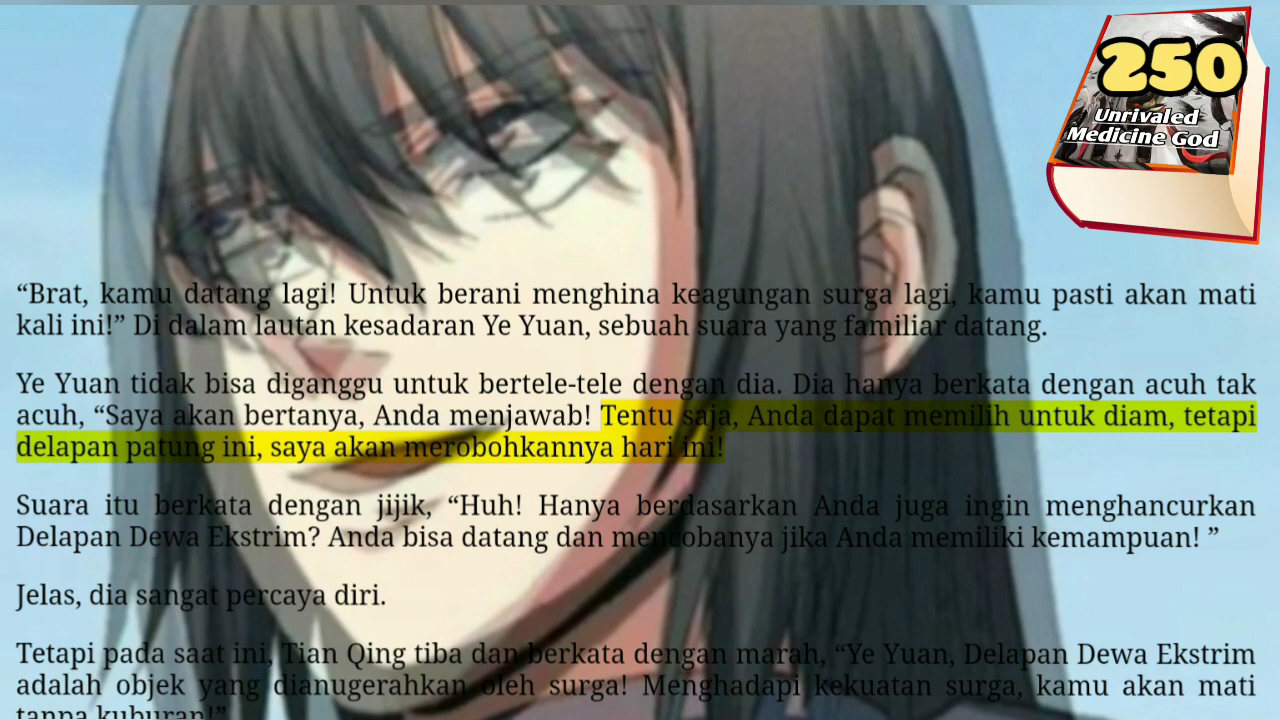 250
Unrivaled
Medicine God
“Brat, kamu datang lagi! Untuk berani menghina keagungan surga lagi, kamu pasti akan mati
kali ini!” Di dalam lautan kesadaran Ye Yuan, sebuah suara yang familiar datang.
Ye Yuan tidak bisa diganggu untuk bertele-tele dengan dia. Dia hanya berkata dengan acuh tak
acuh, “Saya akan bertanya, Anda menjawab! Tentu saja, Anda dapat memilih untuk diam, tetapi
delapan patung ini, saya akan merobohkannya hari ini!
Suara itu berkata dengan jijik, “Huh! Hanya berdasarkan Anda juga ingin menghancurkan
Delapan Dewa Ekstrim? Anda bisa datang dan mencobanya jika Anda memiliki kemampuan! ”
Jelas, dia sangat percaya diri.
Tetapi pada saat ini, Tian Qing tiba dan berkata dengan marah, “Ye Yuan, Delapan Dewa Ekstrim
adalah objek yang dianugerahkan oleh surga! Menghadapi kekuatan surga, kamu akan mati
tanpa kuburan!”